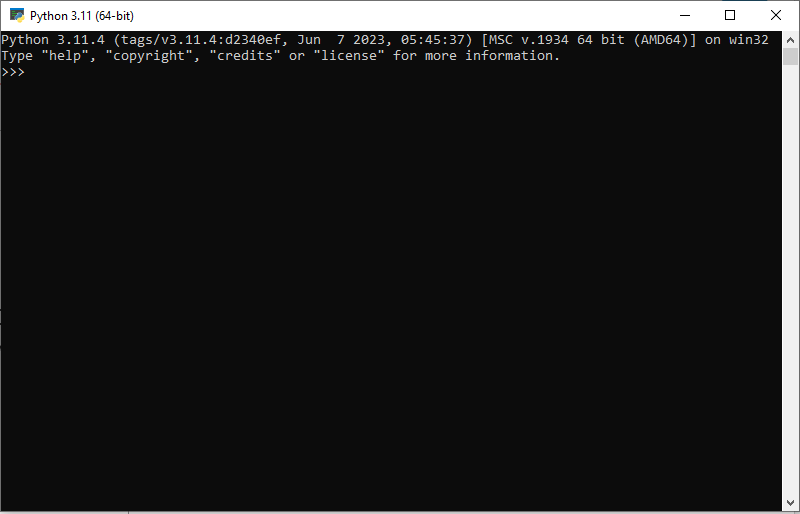 Python 3.11 (64-bit)
Python 3.11.4 (tags/v3.11.4:d2340ef, Jun  7 2023, 05:45:37) [MSC v.1934 64 bit (AMD64)] on win32
Type "help", "copyright", "credits" or "license" for more information.
>>>